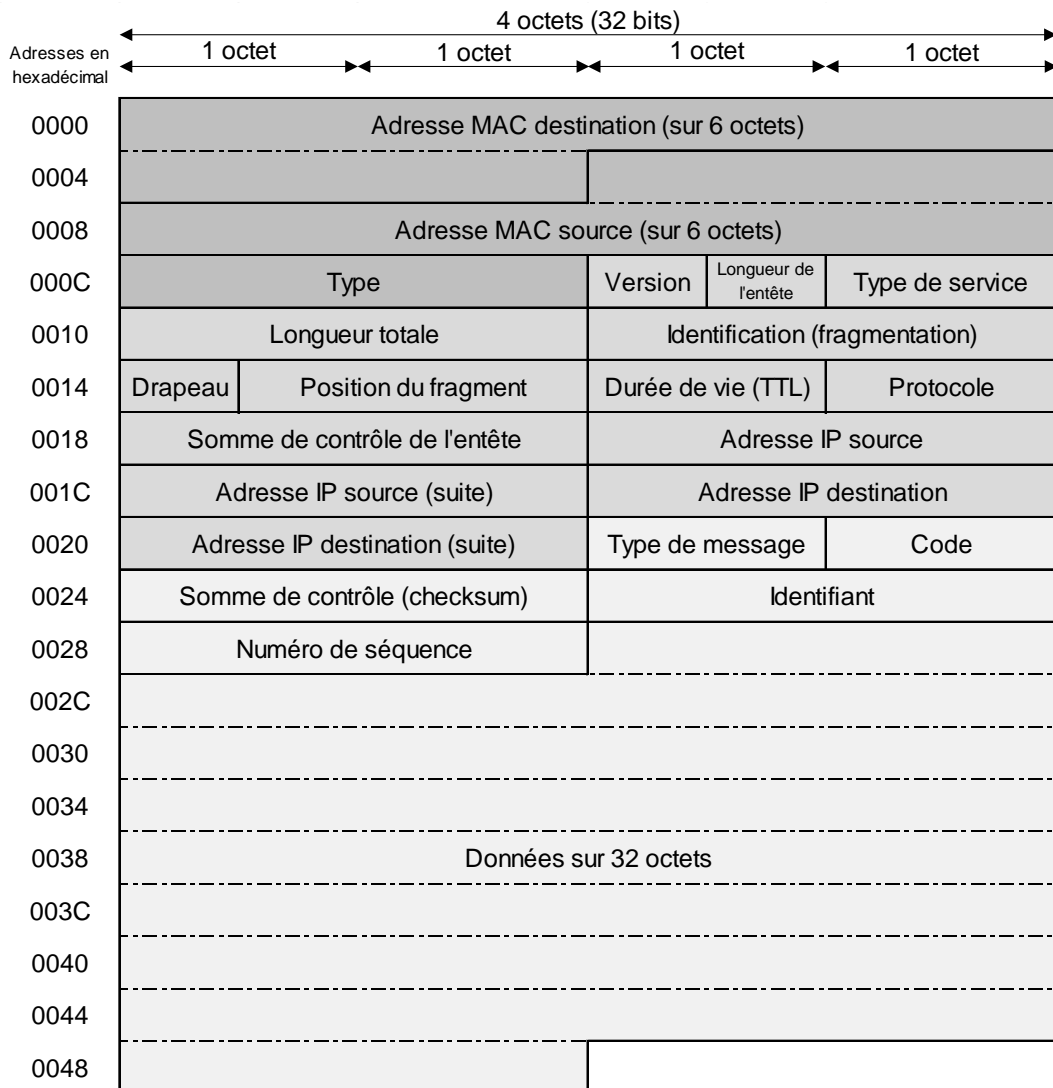 4 octets (32 bits)
Adresses en
hexadécimal
1 octet 1 octet 1 octet 1 octet
0000 Adresse MAC destination (sur 6 octets)
0004
0008 Adresse MAC source (sur 6 octets)
000C Type Version Longueur de
l'entête Type de service
0010 Longueur totale Identification (fragmentation)
0014 Drapeau Position du fragment Durée de vie (TTL) Protocole
0018 Somme de contrôle de l'entête Adresse IP source
001C Adresse IP source (suite) Adresse IP destination
0020 Adresse IP destination (suite) Type de message Code
0024 Somme de contrôle (checksum) Identifiant
0028 Numéro de séquence
002C
0030
0034
0038 Données sur 32 octets
003C
0040
0044
0048